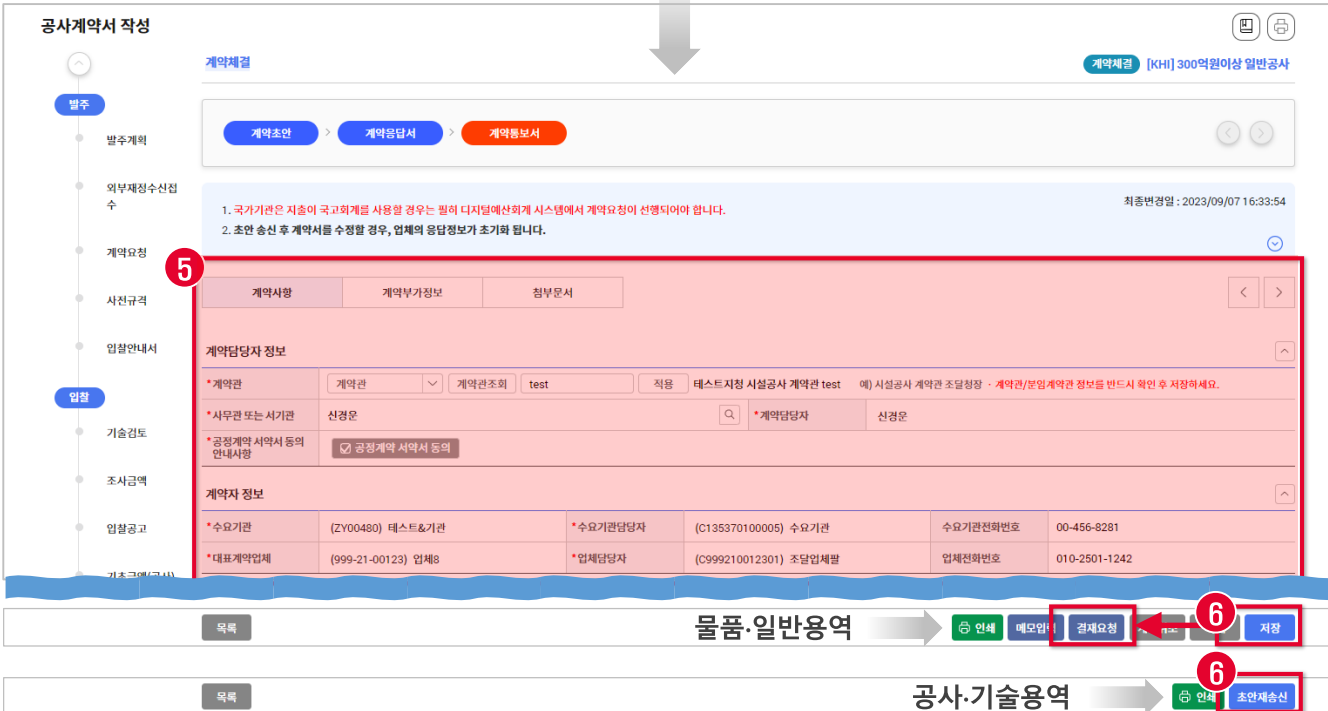 공사계약서 작성
계약체결
계약체결 [KHI] 300억원이상 일반공사
발주
발주계획
외부재정수신접수
계약요청
사전규격
입찰안내서
입찰
기술검토
조사금액
입찰공고
계약초안 > 계약응답서 > 계약통보서
최종변경일 : 2023/09/07 16:33:54
1. 국가기관은 지출이 국고회계를 사용할 경우는 필히 디지털예산회계 시스템에서 계약요청이 선행되어야 합니다.
2. 초안 송신 후 계약서를 수정할 경우, 업체의 응답정보가 초기화 됩니다.
5
계약사항 계약부가정보 첨부문서
계약담당자 정보
*계약관 계약관 계약관조회 test 적용 테스트지청 시설공사 계약관 test 예) 시설공사 계약관 조달청장 · 계약관/분임계약관 정보를 반드시 확인 후 저장하세요.
*사무관 또는 서기관 신경운 *계약담당자 신경운
*공정계약 서약서 동의
안내사항 공정계약 서약서 동의
계약자 정보
*수요기관 (ZY00480) 테스트&기관 *수요기관담당자 (C135370100005) 수요기관 수요기관전화번호 00-456-8281
*대표계약업체 (999-21-00123) 업체8 *업체담당자 (C999210012301) 조달업체팔 업체전화번호 010-2501-1242
목록 물품·일반용역 인쇄 메모입력 결재요청 6 저장
목록 공사·기술용역 인쇄 6 초안재송신